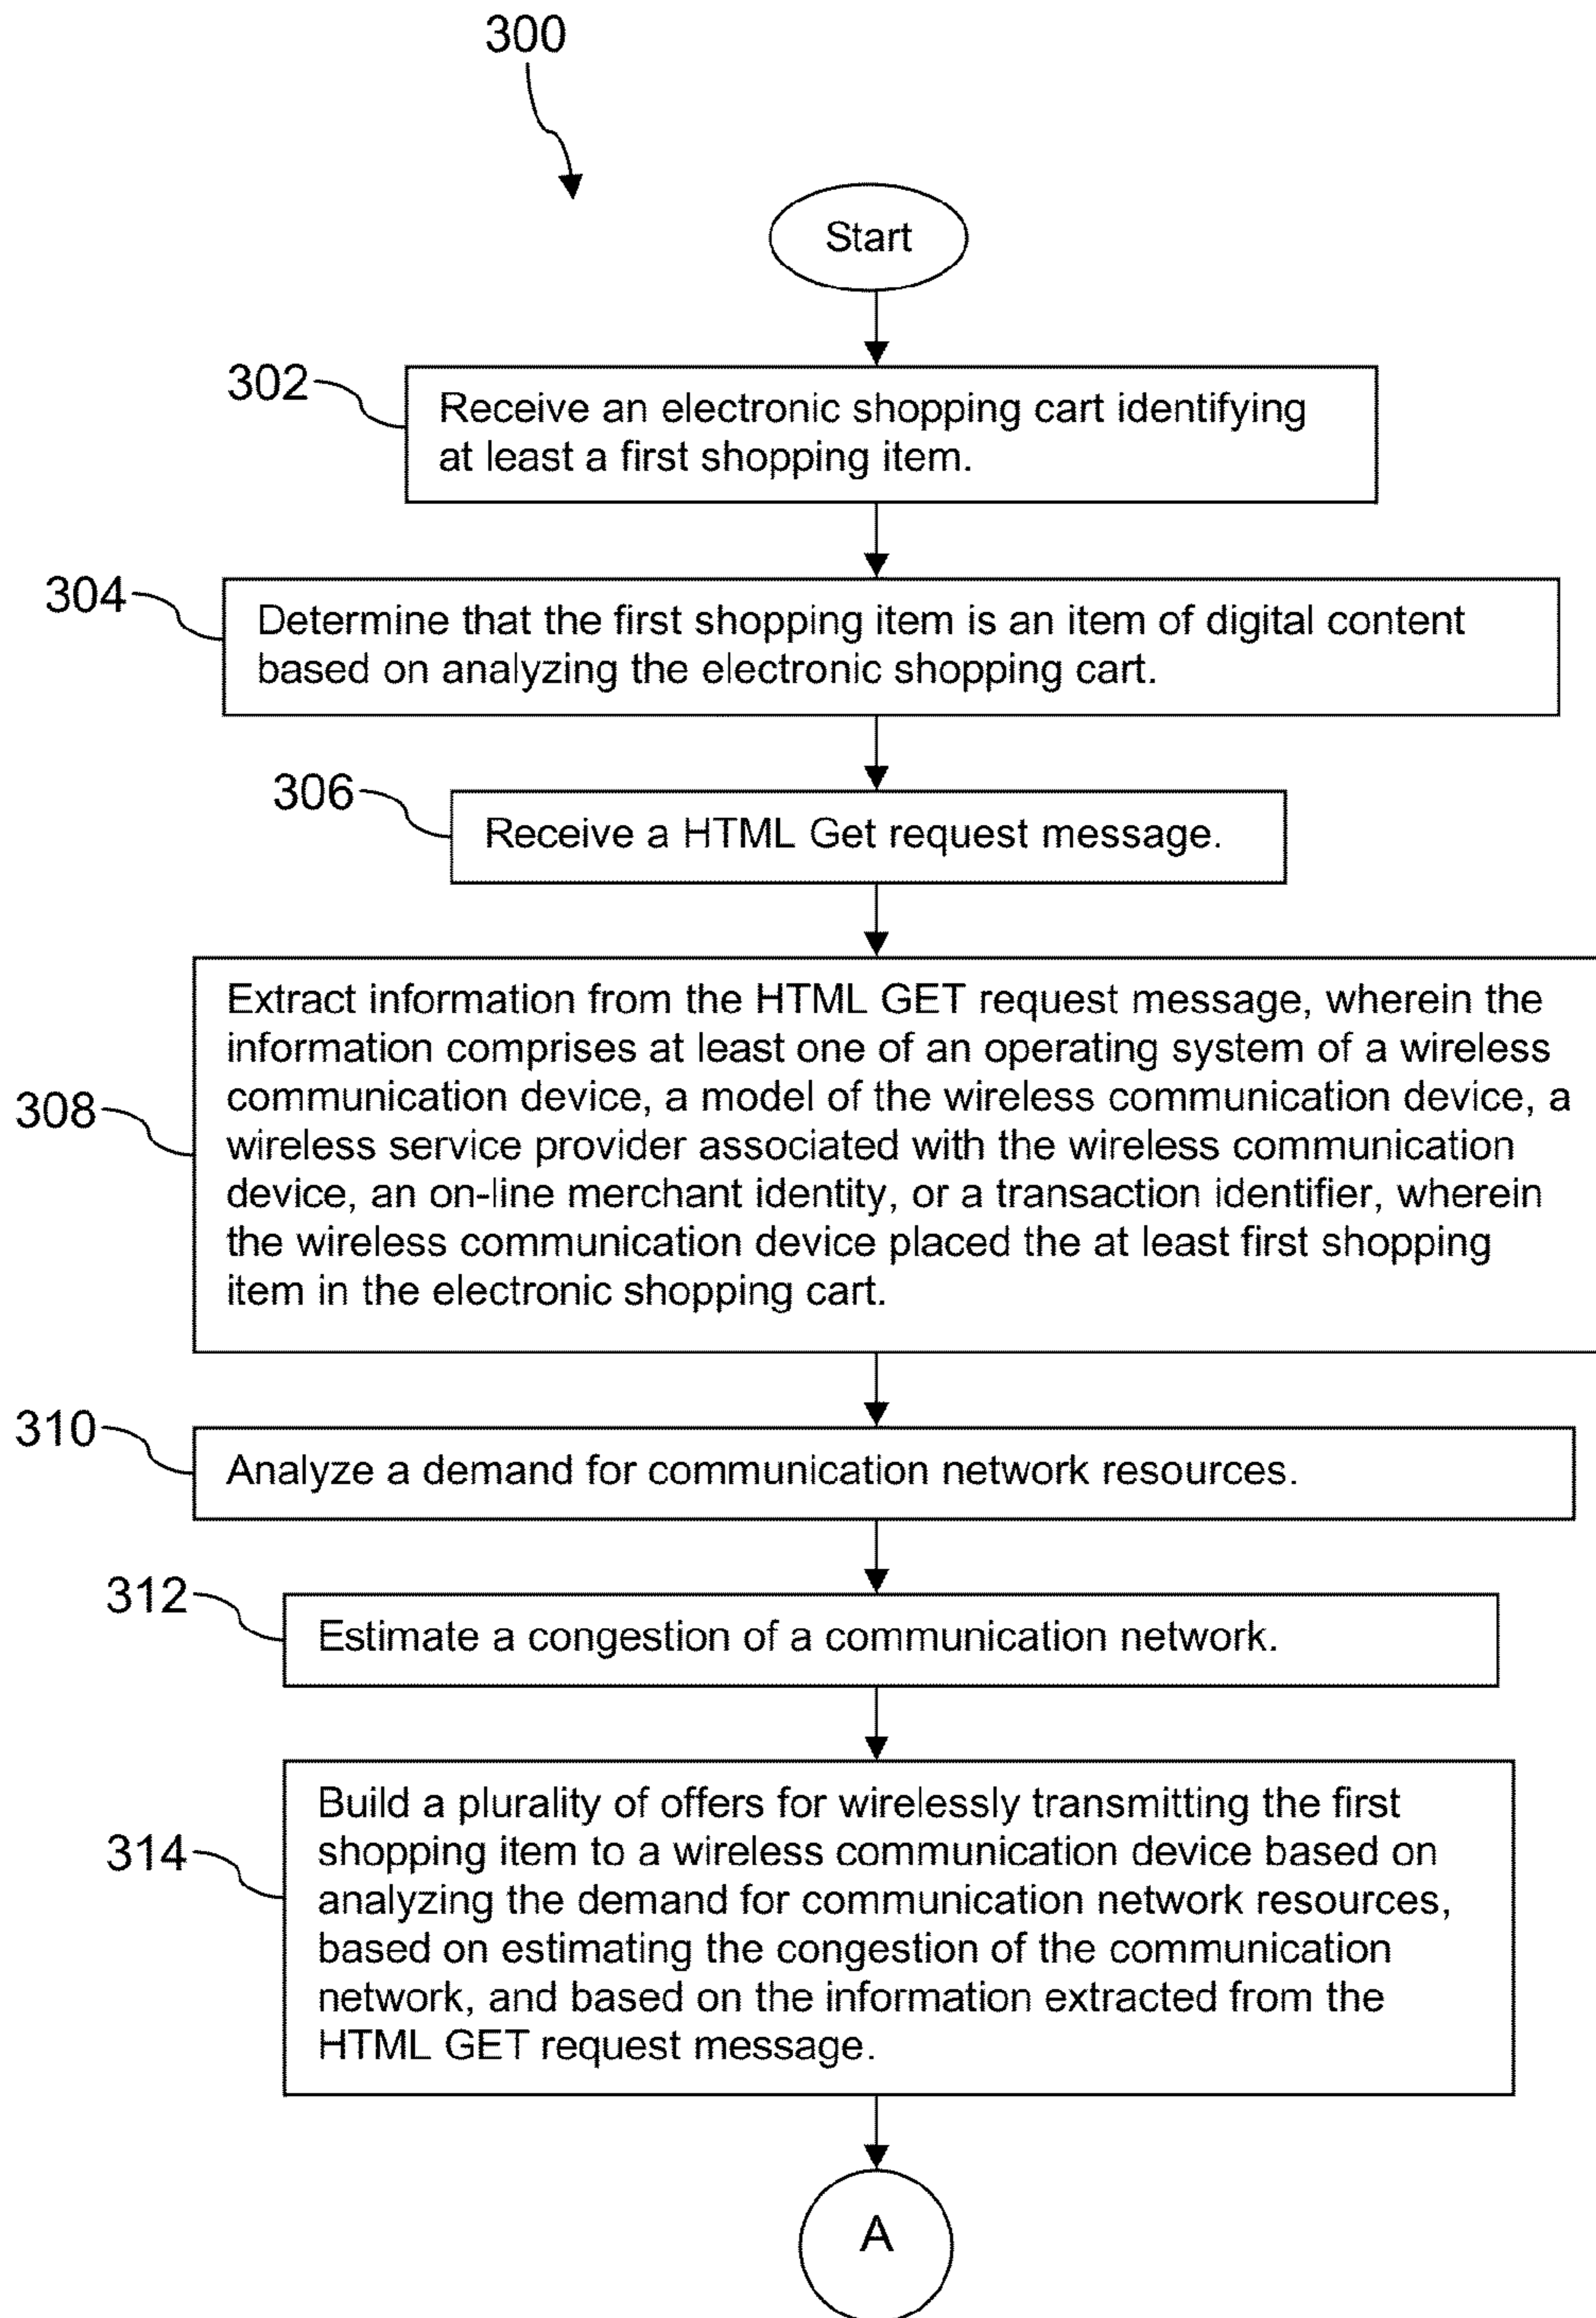 300
Start
302
Receive an electronic shopping cart identifying
at least a first shopping item.
304
Determine that the first shopping item is an item of digital content
based on analyzing the electronic shopping cart.
306
Receive a HTML Get request message.
308
Extract information from the HTML GET request message, wherein the
information comprises at least one of an operating system of a wireless
communication device, a model of the wireless communication device, a
wireless service provider associated with the wireless communication
device, an on-line merchant identity, or a transaction identifier, wherein
the wireless communication device placed the at least first shopping
item in the electronic shopping cart.
310
Analyze a demand for communication network resources.
312
Estimate a congestion of a communication network.
314
Build a plurality of offers for wirelessly transmitting the first
shopping item to a wireless communication device based on
analyzing the demand for communication network resources,
based on estimating the congestion of the communication
network, and based on the information extracted from the
HTML GET request message.
A